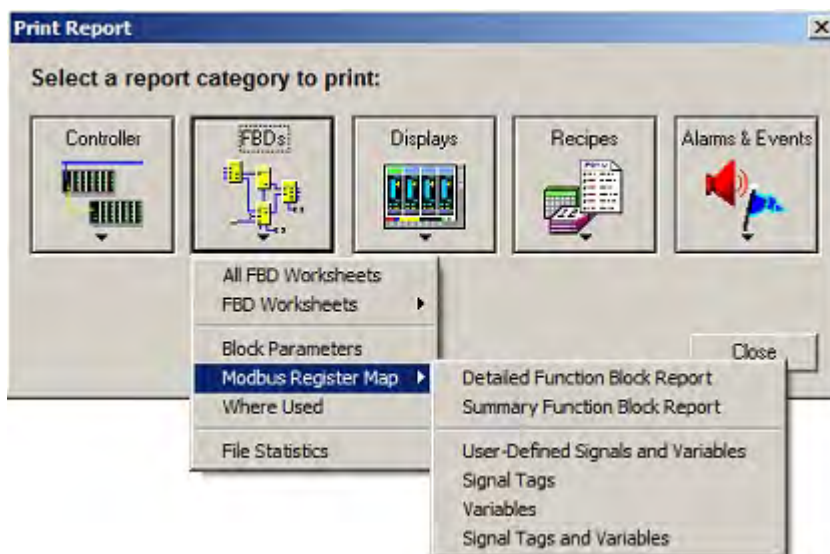 Print Report
Select a report category to print:
Controller
FBDs
Displays
Recipes
Alarms & Events
All FBD Worksheets
FBD Worksheets
Block Parameters
Modbus Register Map
Where Used
File Statistics
Close
Detailed Function Block Report
Summary Function Block Report
User-Defined Signals and Variables
Signal Tags
Variables
Signal Tags and Variables